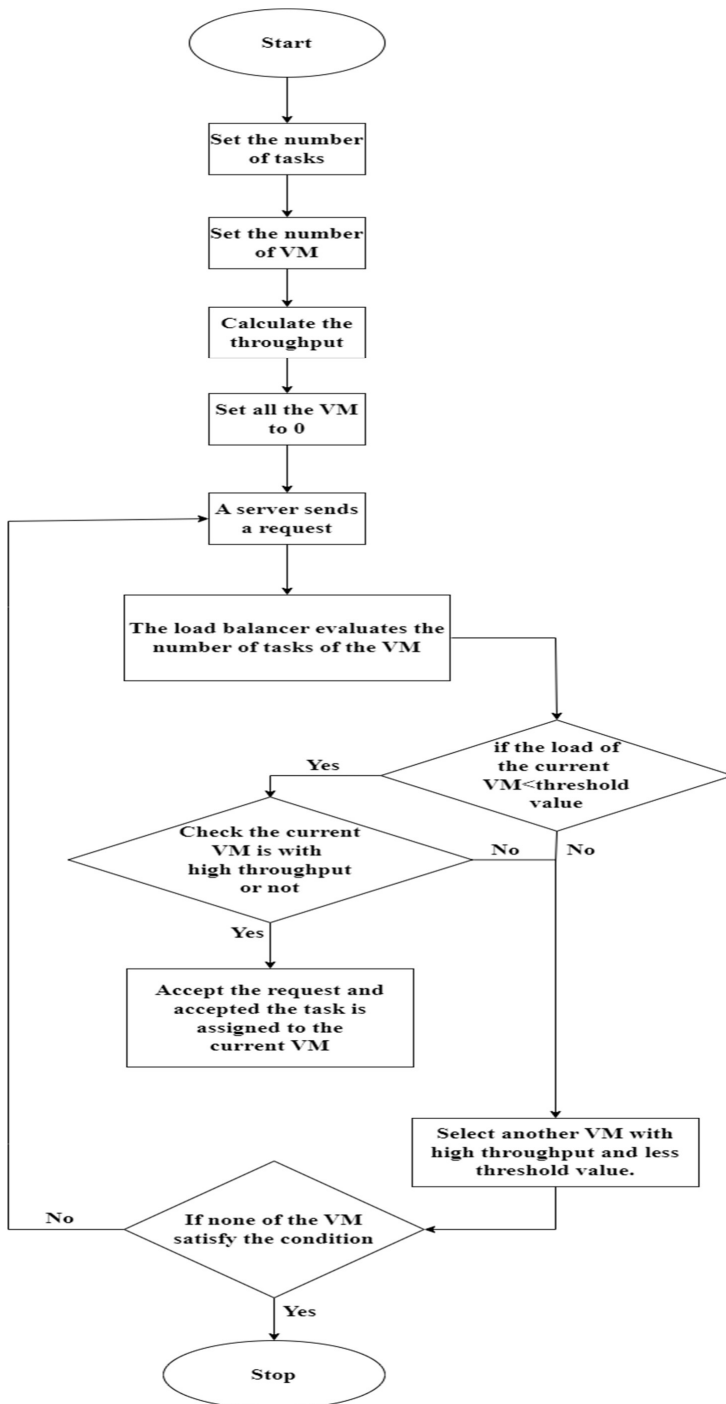 Start
Set the number
of tasks
Set the number
of VM
Calculate the
throughput
Set all the VM
to 0
A server sends
a request
The load balancer evaluates the
number of tasks of the VM
if the load of
the current
VM<threshold
value
Yes
Check the current
VM is with
high throughput
or not
No
No
Yes
Accept the request and
accepted the task is
assigned to the
current VM
Select another VM with
high throughput and less
threshold value.
If none of the VM
satisfy the condition
No
Yes
Stop